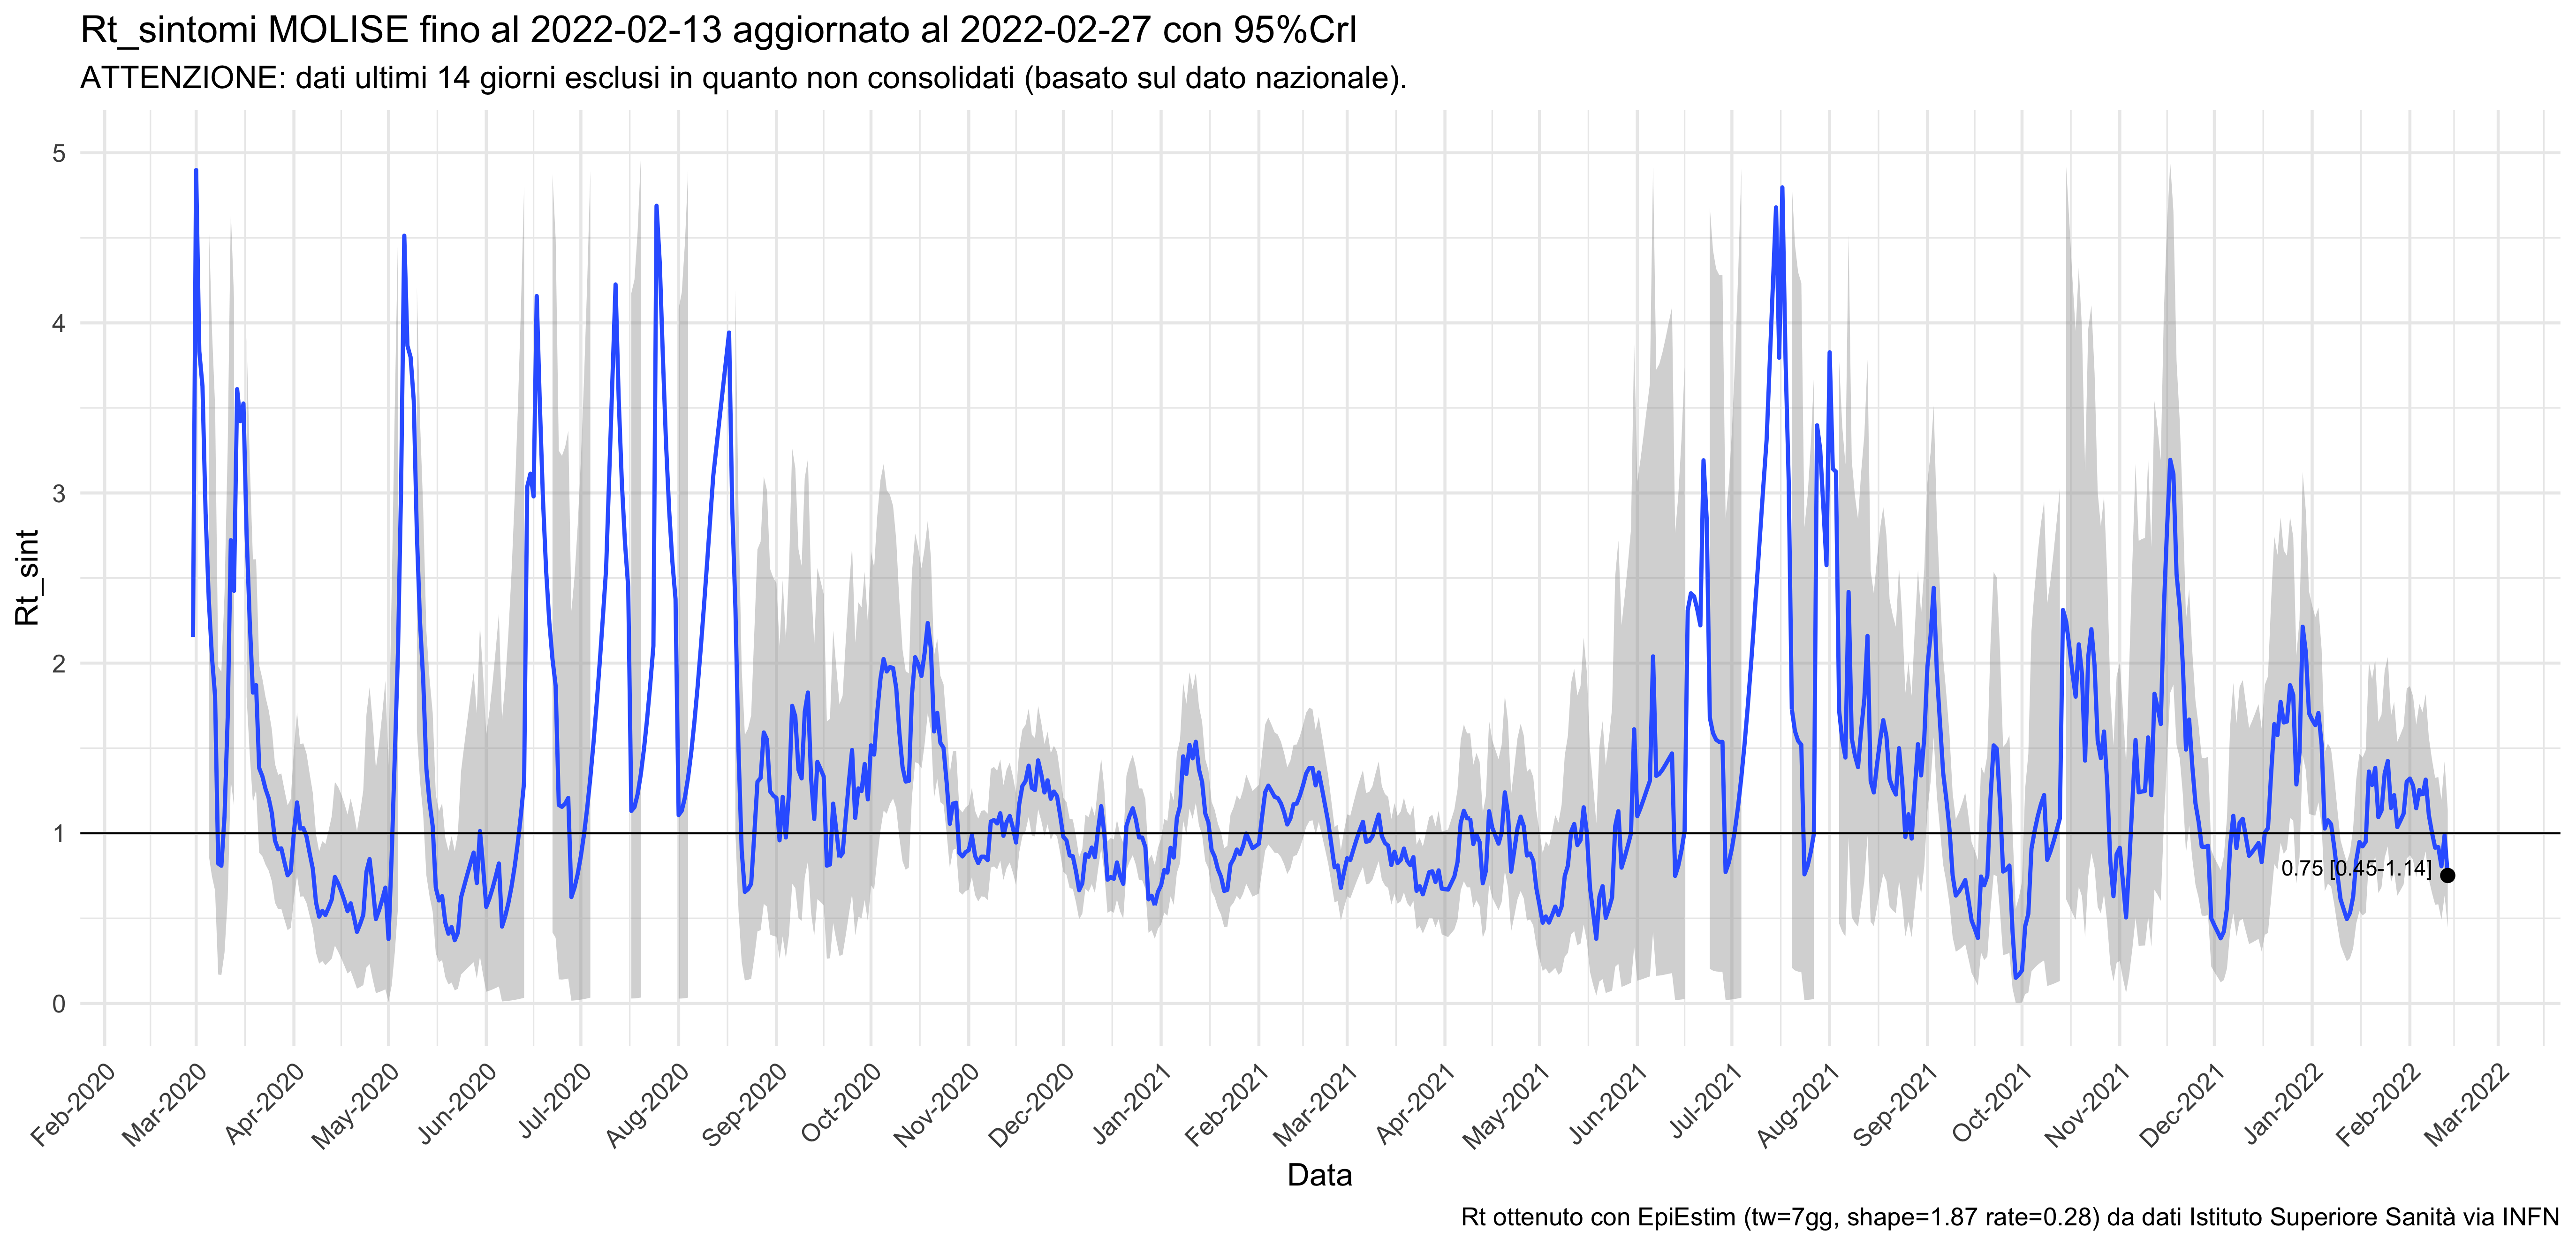 Rt_sintomi MOLISE fino al 2022-02-13 aggiornato al 2022-02-27 con 95%CrI
ATTENZIONE: dati ultimi 14 giorni esclusi in quanto non consolidati (basato sul dato nazionale).
5
4
3
2
1
0
Rt_sint
0.75 [0.45-1.14]
Feb-2020
Mar-2020
Apr-2020
May-2020
Jun-2020
Jul-2020
Aug-2020
Sep-2020
Oct-2020
Nov-2020
Dec-2020
Jan-2021
Feb-2021
Mar-2021
Apr-2021
May-2021
Jun-2021
Jul-2021
Aug-2021
Sep-2021
Oct-2021
Nov-2021
Dec-2021
Jan-2022
Feb-2022
Mar-2022
Data
Rt ottenuto con EpiEstim (tw=7gg, shape=1.87 rate=0.28) da dati Istituto Superiore Sanità via INFN